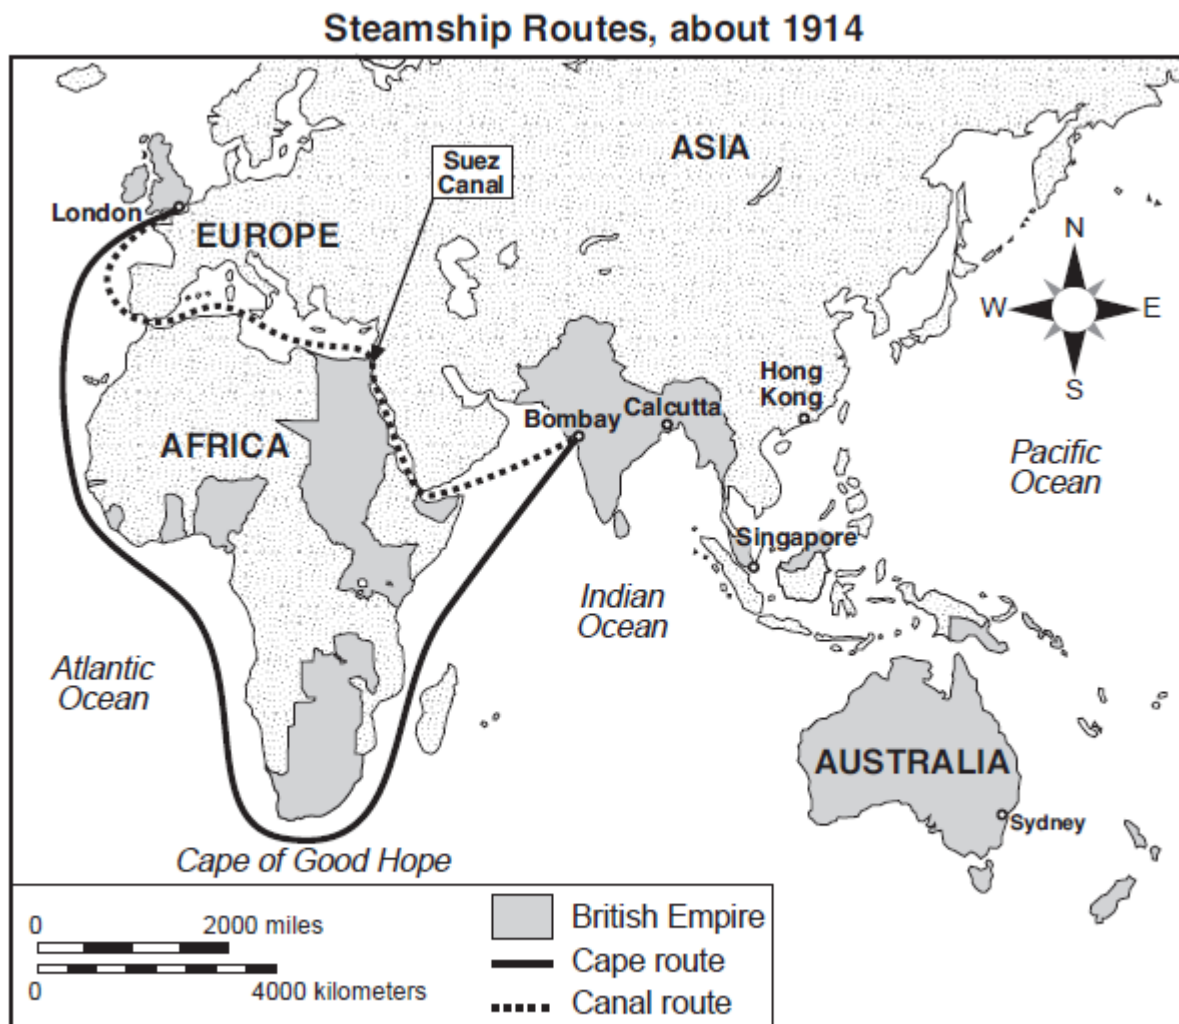 Steamship Routes, about 1914
ASIA
Suez
Canal
London
EUROPE
N
W
E
S
Hong
Kong
Bombay
Calcutta
AFRICA
Pacific
Ocean
Singapore
Indian
Ocean
Atlantic
Ocean
AUSTRALIA
Sydney
Cape of Good Hope
0 2000 miles
0 4000 kilometers
British Empire
Cape route
Canal route